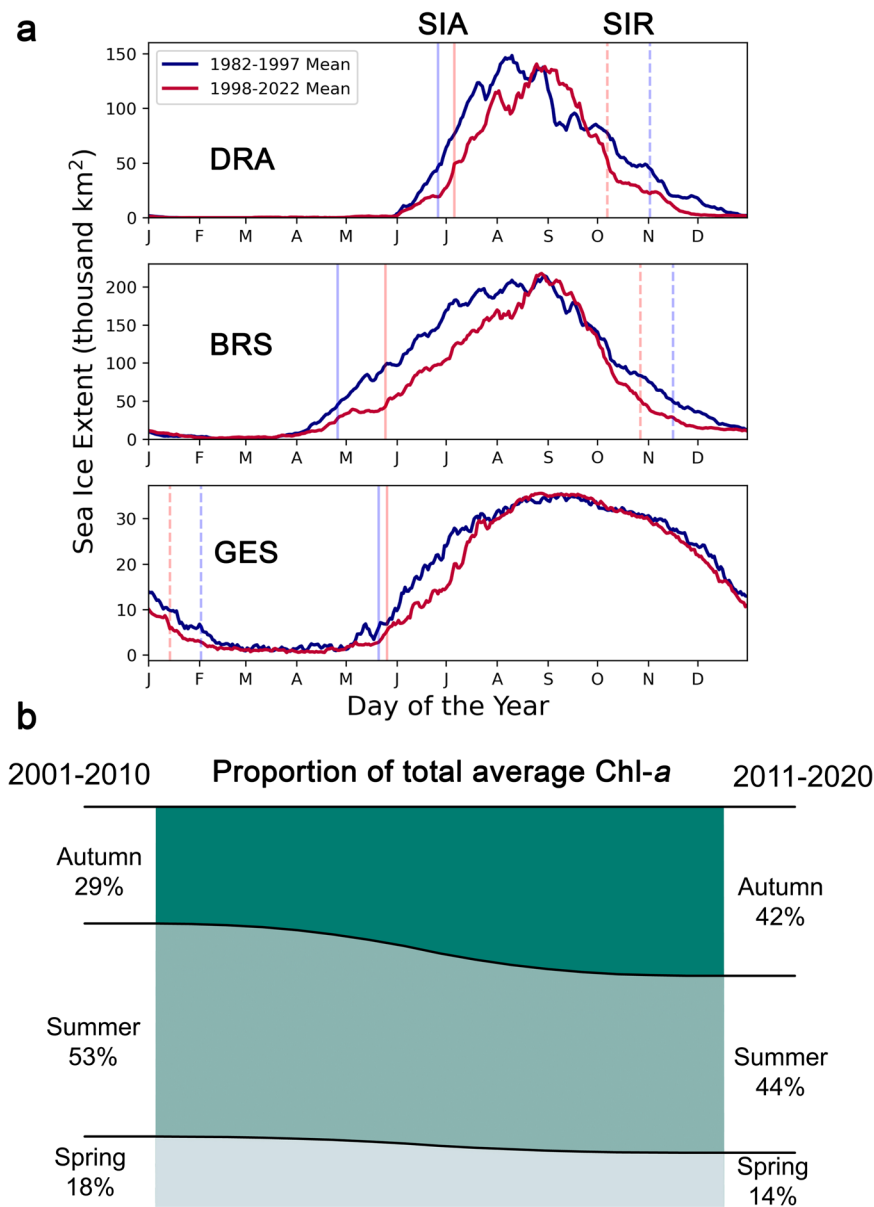 a
SIA SIR
1982-1997 Mean
1998-2022 Mean
DRA
150
100
50
0
J F M A M J J A S O N D
BRS
200
150
100
50
0
J F M A M J J A S O N D
GES
30
20
10
0
J F M A M J J A S O N D
Sea Ice Extent (thousand km²)
Day of the Year
b
2001-2010 Proportion of total average Chl-a 2011-2020
Autumn
29%
Autumn
42%
Summer
53%
Summer
44%
Spring
18%
Spring
14%